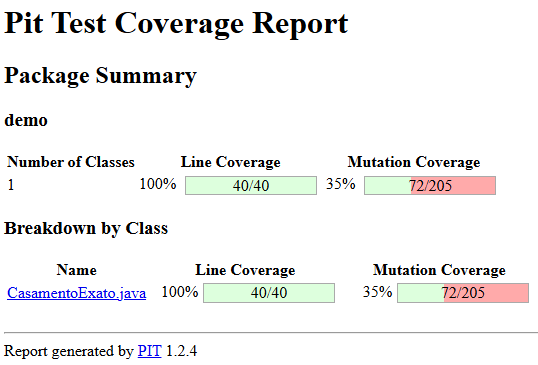 Pit Test Coverage Report
Package Summary
demo
Number of Classes Line Coverage Mutation Coverage
1 100% 40/40 35% 72/205
Breakdown by Class
Name Line Coverage Mutation Coverage
CasamentoExato.java 100% 40/40 35% 72/205
Report generated by PIT 1.2.4